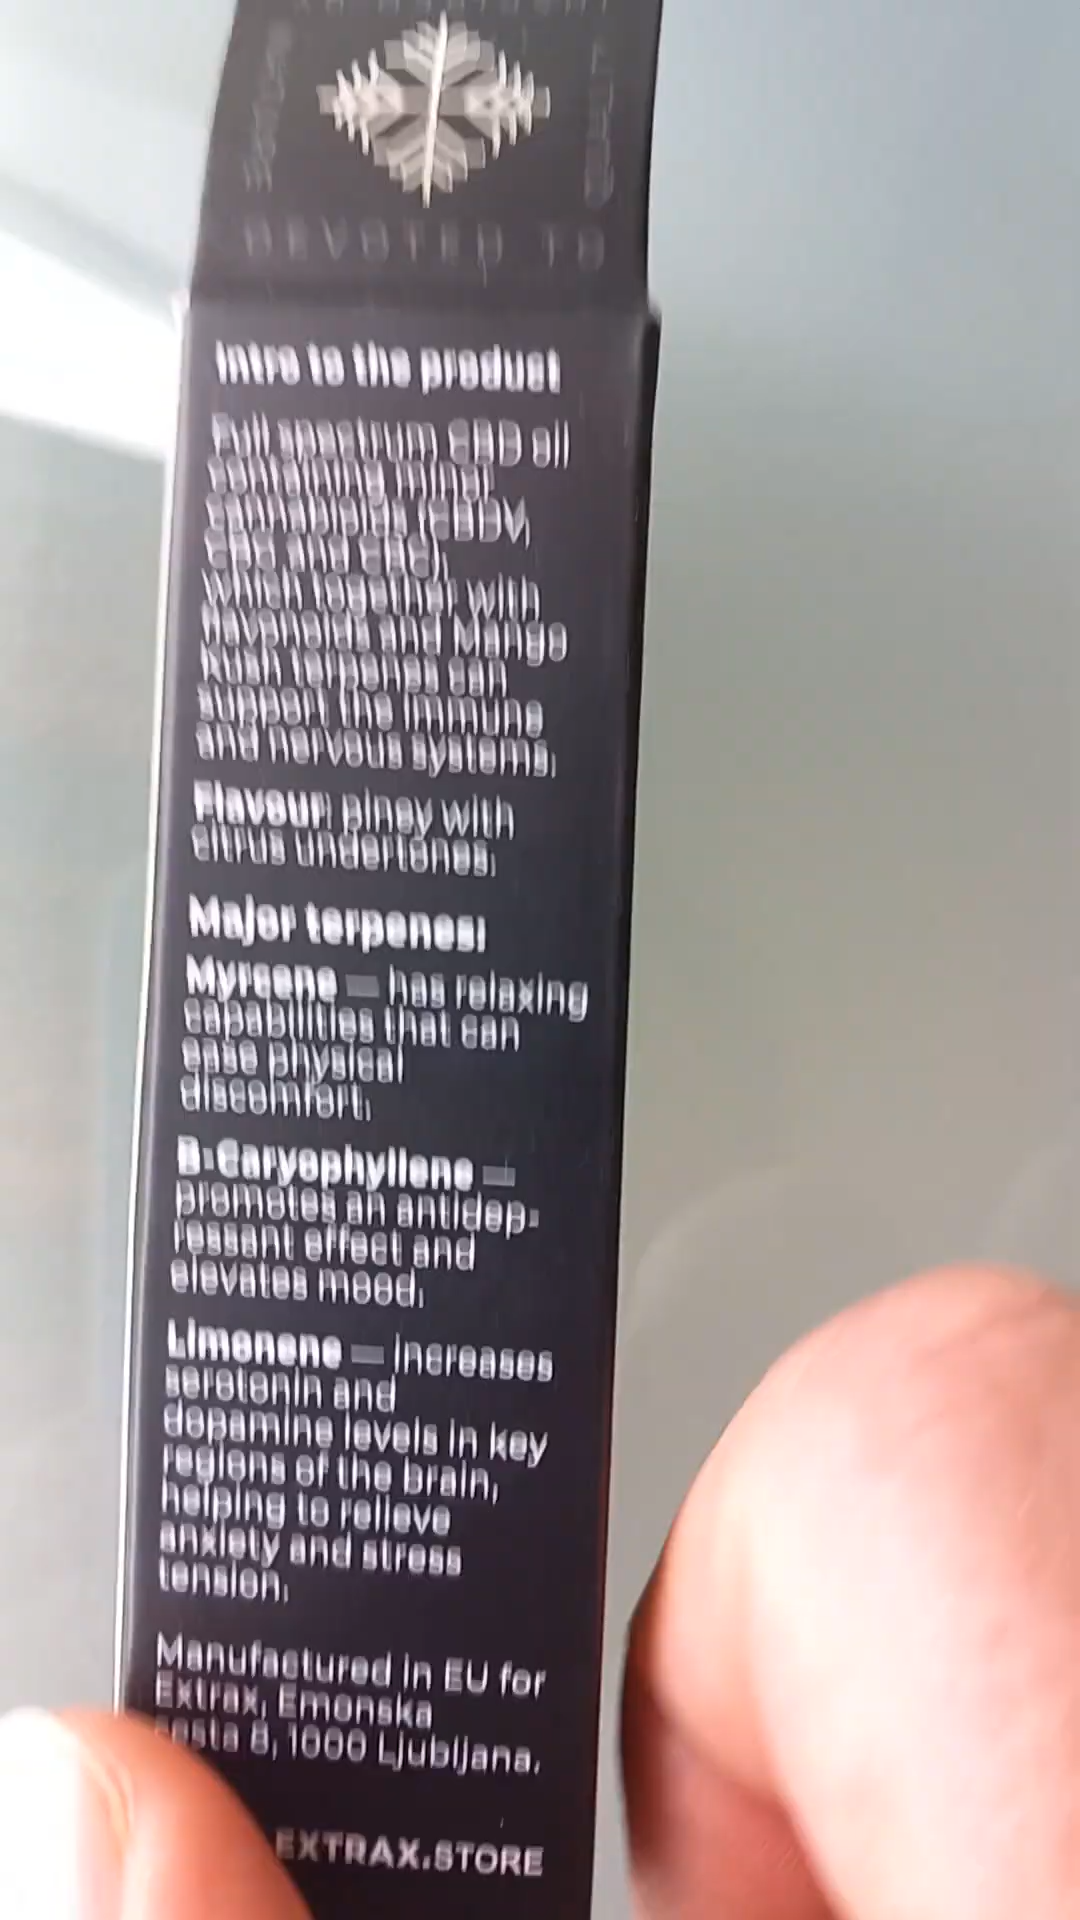 DEVOTED TO
Intro to the product
Full spectrum CBD oil
containing minor
cannabinoids (CBDV,
CBG and CBC),
which together with
flavonoids and Mango
Kush terpenes can
support the immune
and nervous systems.
Flavour: piney with
citrus undertones.
Major terpenes:
Myrcene — has relaxing
capabilities that can
ease physical
discomfort.
B-Caryophyllene —
promotes an antidep-
ressant effect and
elevates mood.
Limonene — increases
serotonin and
dopamine levels in key
regions of the brain,
helping to relieve
anxiety and stress
tension.
Manufactured in EU for
Extrax, Emonska
cesta 8, 1000 Ljubljana.
EXTRAX.STORE